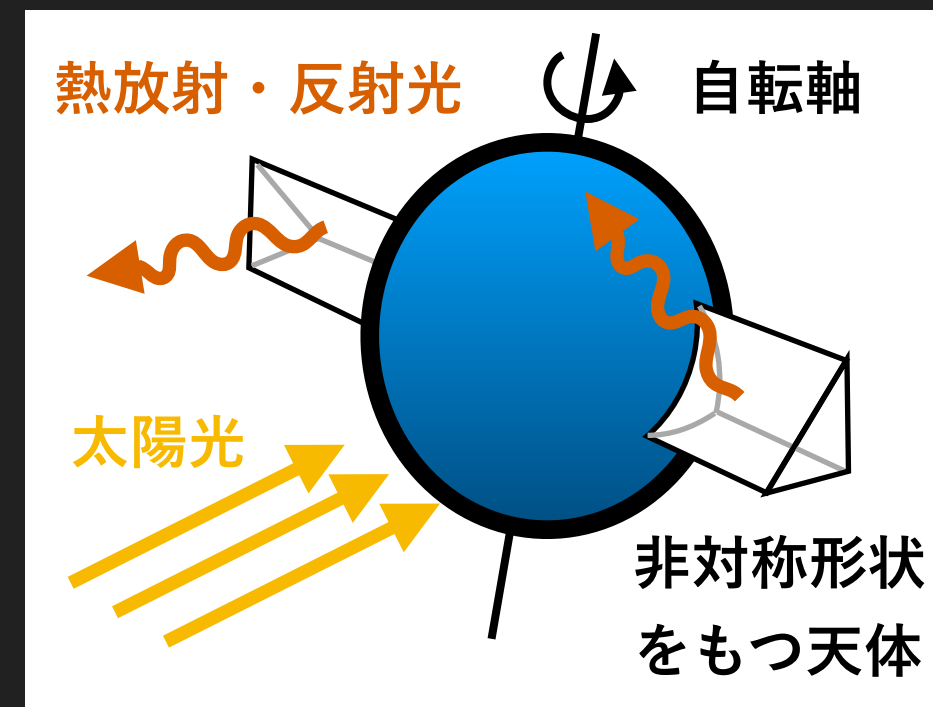 熱放射・反射光
自転軸
太陽光
非対称形状
をもつ天体